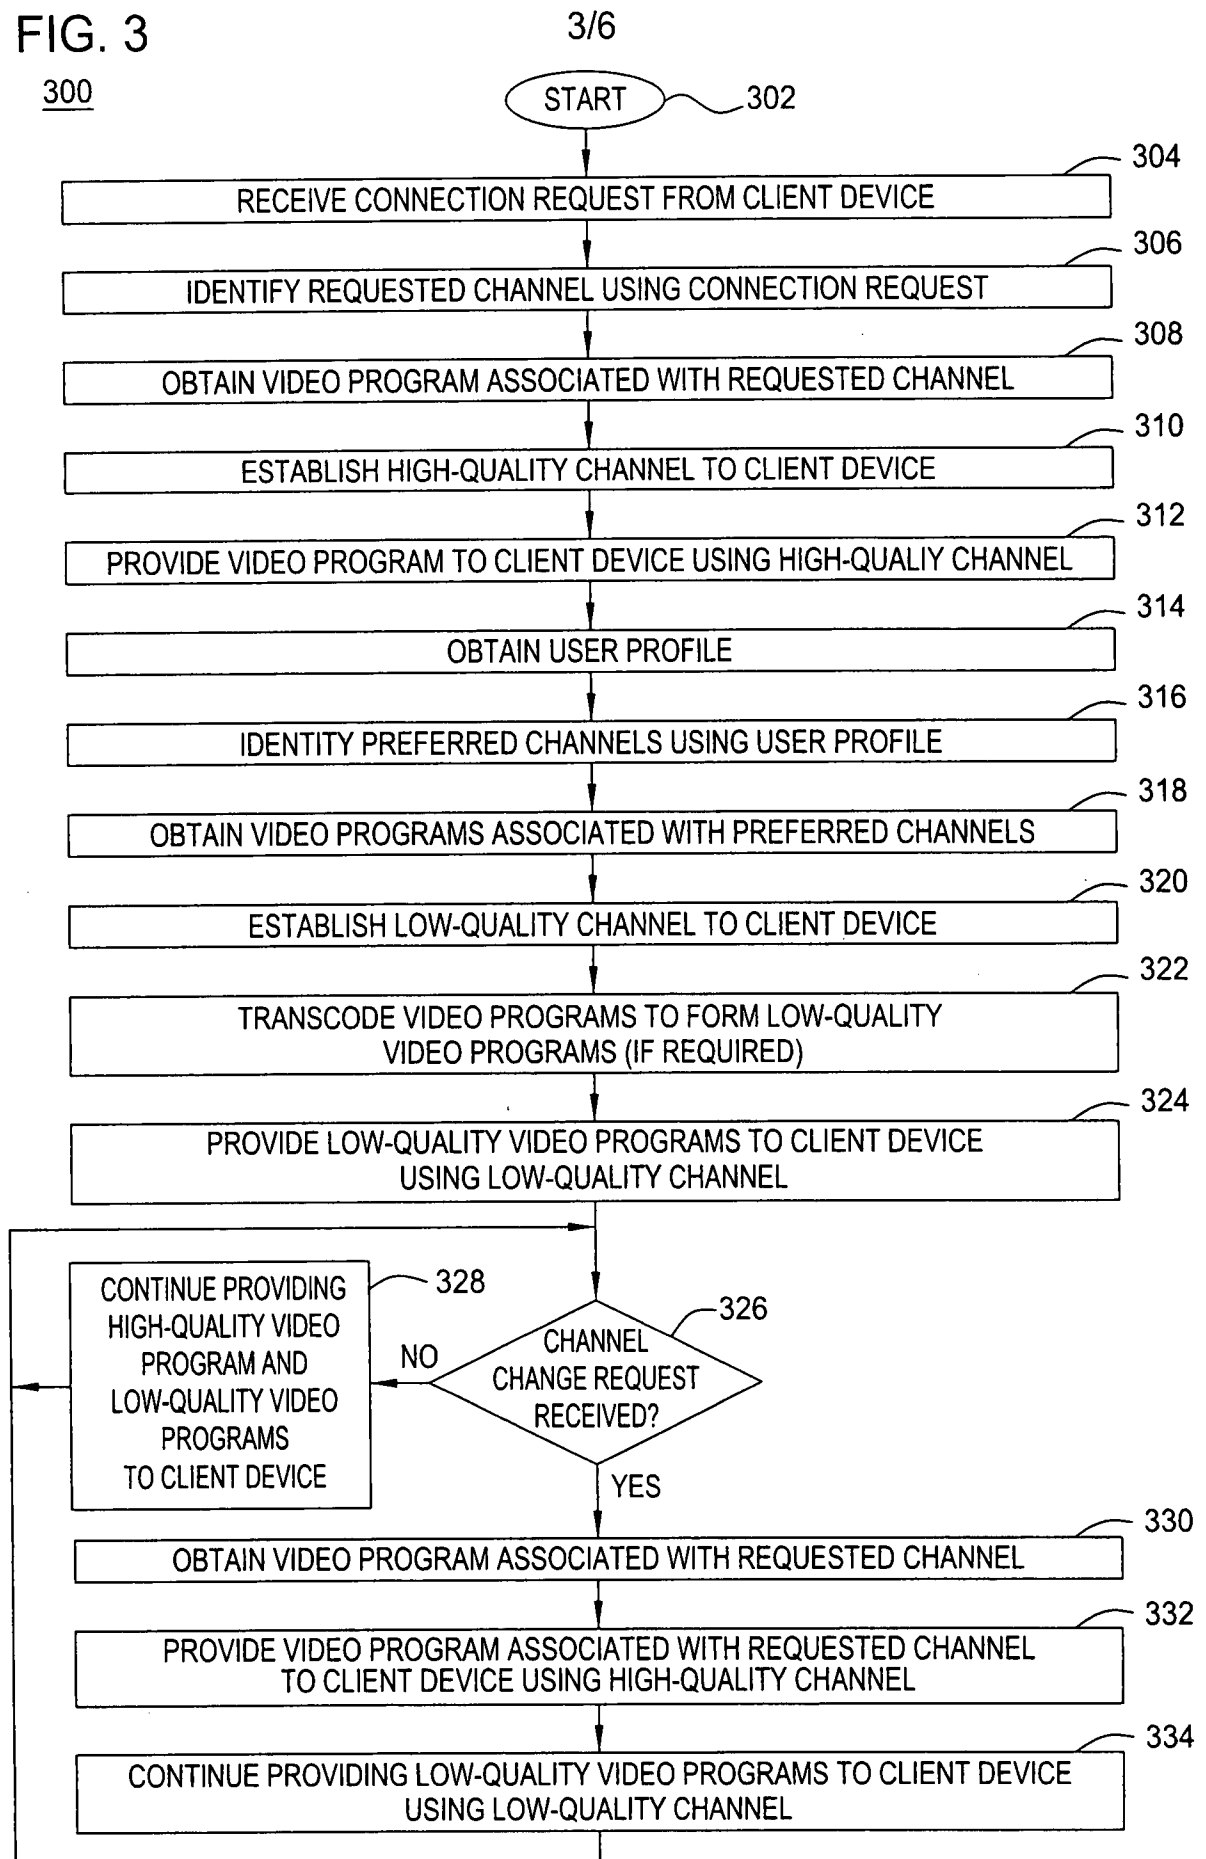 FIG. 3
3/6
300
START
302
304
RECEIVE CONNECTION REQUEST FROM CLIENT DEVICE
306
IDENTIFY REQUESTED CHANNEL USING CONNECTION REQUEST
308
OBTAIN VIDEO PROGRAM ASSOCIATED WITH REQUESTED CHANNEL
310
ESTABLISH HIGH-QUALITY CHANNEL TO CLIENT DEVICE
312
PROVIDE VIDEO PROGRAM TO CLIENT DEVICE USING HIGH-QUALIY CHANNEL
314
OBTAIN USER PROFILE
316
IDENTITY PREFERRED CHANNELS USING USER PROFILE
318
OBTAIN VIDEO PROGRAMS ASSOCIATED WITH PREFERRED CHANNELS
320
ESTABLISH LOW-QUALITY CHANNEL TO CLIENT DEVICE
322
TRANSCODE VIDEO PROGRAMS TO FORM LOW-QUALITY
VIDEO PROGRAMS (IF REQUIRED)
324
PROVIDE LOW-QUALITY VIDEO PROGRAMS TO CLIENT DEVICE
USING LOW-QUALITY CHANNEL
328
CONTINUE PROVIDING
HIGH-QUALITY VIDEO
PROGRAM AND
LOW-QUALITY VIDEO
PROGRAMS
TO CLIENT DEVICE
NO
326
CHANNEL
CHANGE REQUEST
RECEIVED?
YES
330
OBTAIN VIDEO PROGRAM ASSOCIATED WITH REQUESTED CHANNEL
332
PROVIDE VIDEO PROGRAM ASSOCIATED WITH REQUESTED CHANNEL
TO CLIENT DEVICE USING HIGH-QUALITY CHANNEL
334
CONTINUE PROVIDING LOW-QUALITY VIDEO PROGRAMS TO CLIENT DEVICE
USING LOW-QUALITY CHANNEL